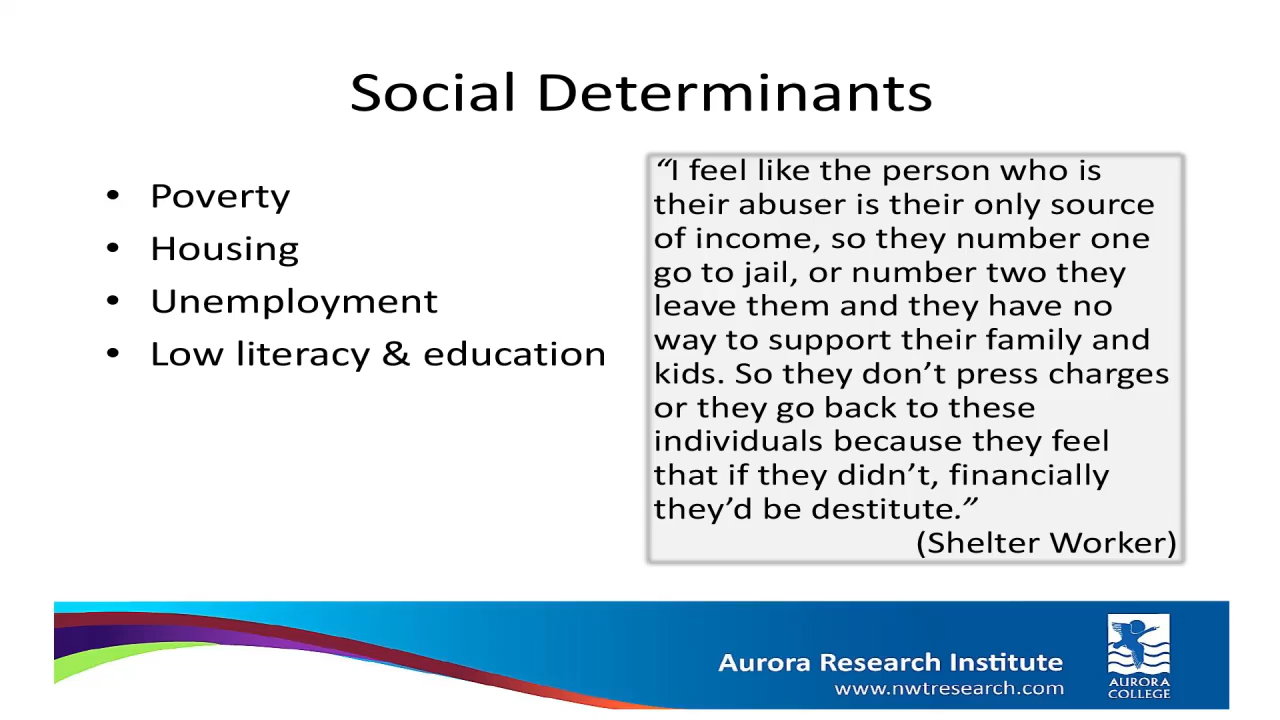 Social Determinants
• Poverty
• Housing
• Unemployment
• Low literacy & education
“I feel like the person who is
their abuser is their only source
of income, so they number one
go to jail, or number two they
leave them and they have no
way to support their family and
kids. So they don’t press charges
or they go back to these
individuals because they feel
that if they didn’t, financially
they’d be destitute.”
(Shelter Worker)
Aurora Research Institute
www.nwtresearch.com
AURORA
COLLEGE